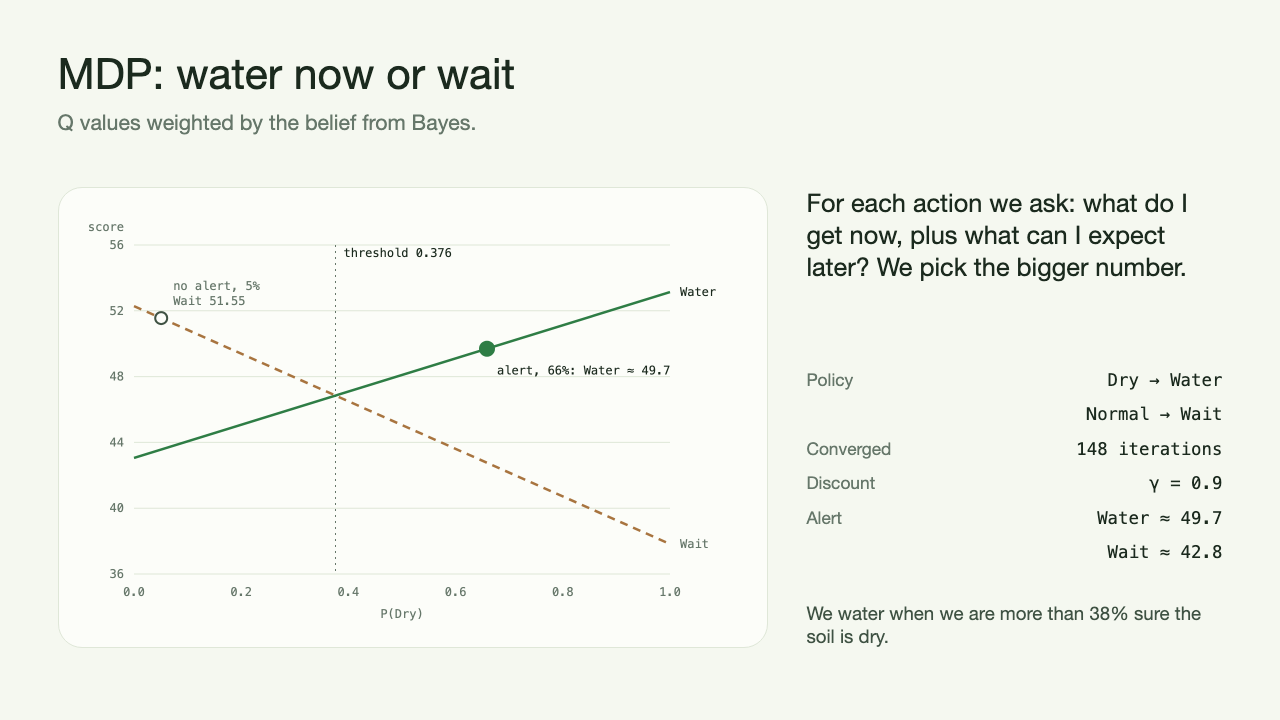 MDP: water now or wait
Q values weighted by the belief from Bayes.
score
56
52
48
44
40
36
threshold 0.376
no alert, 5%
Wait 51.55
Water
alert, 66%: Water ≈ 49.7
Wait
0.0 0.2 0.4 0.6 0.8 1.0
P(Dry)
For each action we ask: what do I
get now, plus what can I expect
later? We pick the bigger number.
Policy Dry → Water
Normal → Wait
Converged 148 iterations
Discount γ = 0.9
Alert Water ≈ 49.7
Wait ≈ 42.8
We water when we are more than 38% sure the
soil is dry.